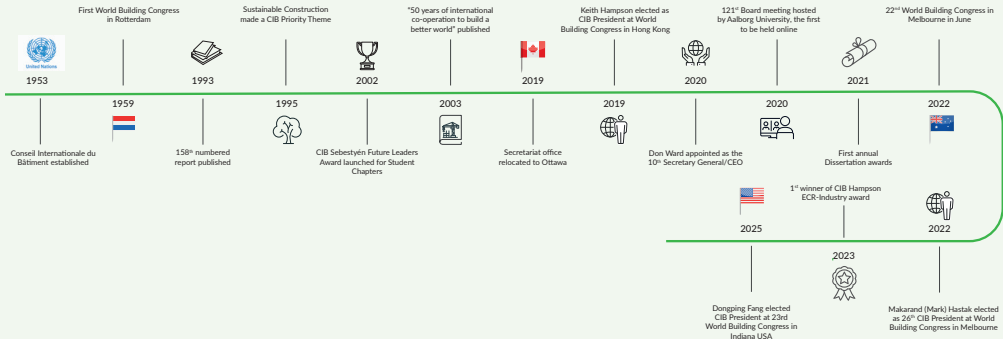 First World Building Congress
in Rotterdam
Sustainable Construction
made a CIB Priority Theme
"50 years of international
co-operation to build a
better world" published
Keith Hampson elected as
CIB President at World
Building Congress in Hong Kong
121st Board meeting hosted
by Aalborg University, the first
to be held online
22nd World Building Congress in
Melbourne in June
United Nations
1953
1993
2002
2019
2020
2021
1959
1995
2003
2019
2020
2022
Conseil Internationale du
Bâtiment established
158th numbered
report published
CIB Sebestyén Future Leaders
Award launched for Student
Chapters
Secretariat office
relocated to Ottawa
Don Ward appointed as the
10th Secretary General/CEO
First annual
Dissertation awards
1st winner of CIB Hampson
ECR-Industry award
2025
2022
2023
Dongping Fang elected
CIB President at 23rd
World Building Congress in
Indiana USA
Makarand (Mark) Hastak elected
as 26th CIB President at World
Building Congress in Melbourne